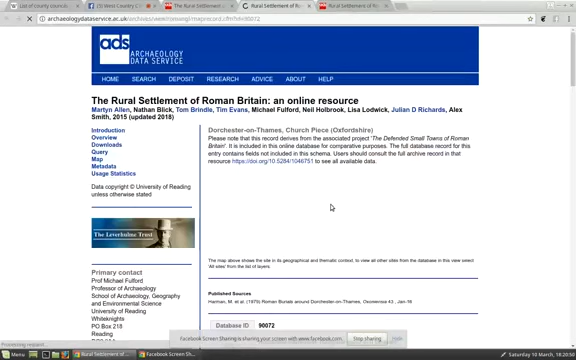 List of county councils
(3) West Country C
The Rural Settlement o
Rural Settlement of Rom
Rural Settlement of Rom
archaeologydataservice.ac.uk/archives/view/romangl/maprecord.cfm?id=90072
ads
ARCHAEOLOGY
DATA SERVICE
HOME SEARCH DEPOSIT RESEARCH ADVICE ABOUT HELP
The Rural Settlement of Roman Britain: an online resource
Martyn Allen, Nathan Blick, Tom Brindle, Tim Evans, Michael Fulford, Neil Holbrook, Lisa Lodwick, Julian D Richards, Alex
Smith, 2015 (updated 2018)
Introduction
Overview
Downloads
Query
Map
Metadata
Usage Statistics
Data copyright © University of Reading
unless otherwise stated
The Leverhulme Trust
Primary contact
Prof Michael Fulford
Professor of Archaeology
School of Archaeology, Geography
and Environmental Science
University of Reading
Whiteknights
PO Box 218
Reading
Dorchester-on-Thames, Church Piece (Oxfordshire)
Please note that this record derives from the associated project 'The Defended Small Towns of Roman
Britain'. It is included in this online database for comparative purposes. The full database record for this
entry contains fields not included in this schema. Users should consult the full archive record in that
resource https://doi.org/10.5284/1046751 to see all available data.
The map above shows the site in its geographical and thematic context, to view all other sites from the database in this view select
'All sites' from the list of layers.
Published Sources
Harman, M. et al. (1979) Roman Burials around Dorchester-on-Thames, Oxoniensia 43 , Jan-16
Database ID 90072
Facebook Screen Sharing is sharing your screen with www.facebook.com.
Stop sharing
Hide
Processing request...
Menu
Rural Settlement of
Facebook Screen Sh
Saturday 10 March, 18:20:50